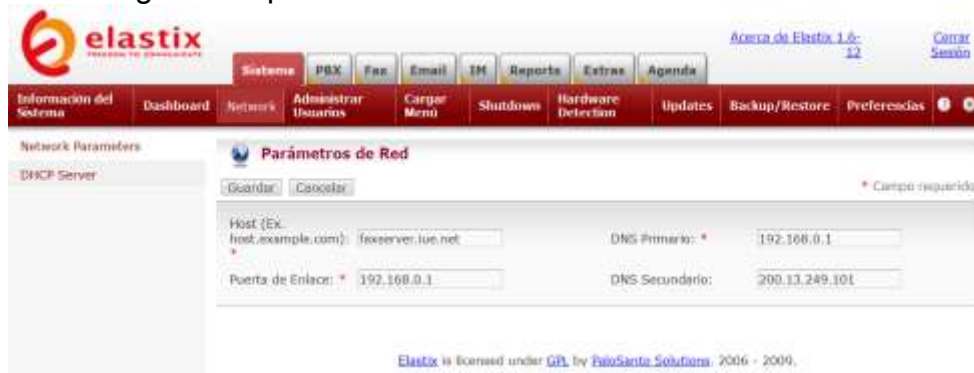 elastix
FREEDOM TO COMMUNICATE
Acerca de Elastix 1.6-
12
Cerrar
Sesión
Sistema PBX Fax Email IM Reports Extras Agenda
Información del
Sistema
Dashboard
Network
Administrar
Usuarios
Cargar
Menú
Shutdown
Hardware
Detection
Updates
Backup/Restore
Preferencias
Network Parameters
DHCP Server
Parámetros de Red
Guardar Cancelar * Campo requerido
Host (Ex.
host.example.com): faxserver.iue.net DNS Primario: * 192.168.0.1
*
Puerta de Enlace: * 192.168.0.1 DNS Secundario: 200.13.249.101
Elastix is licensed under GPL by PaloSanto Solutions. 2006 - 2009.